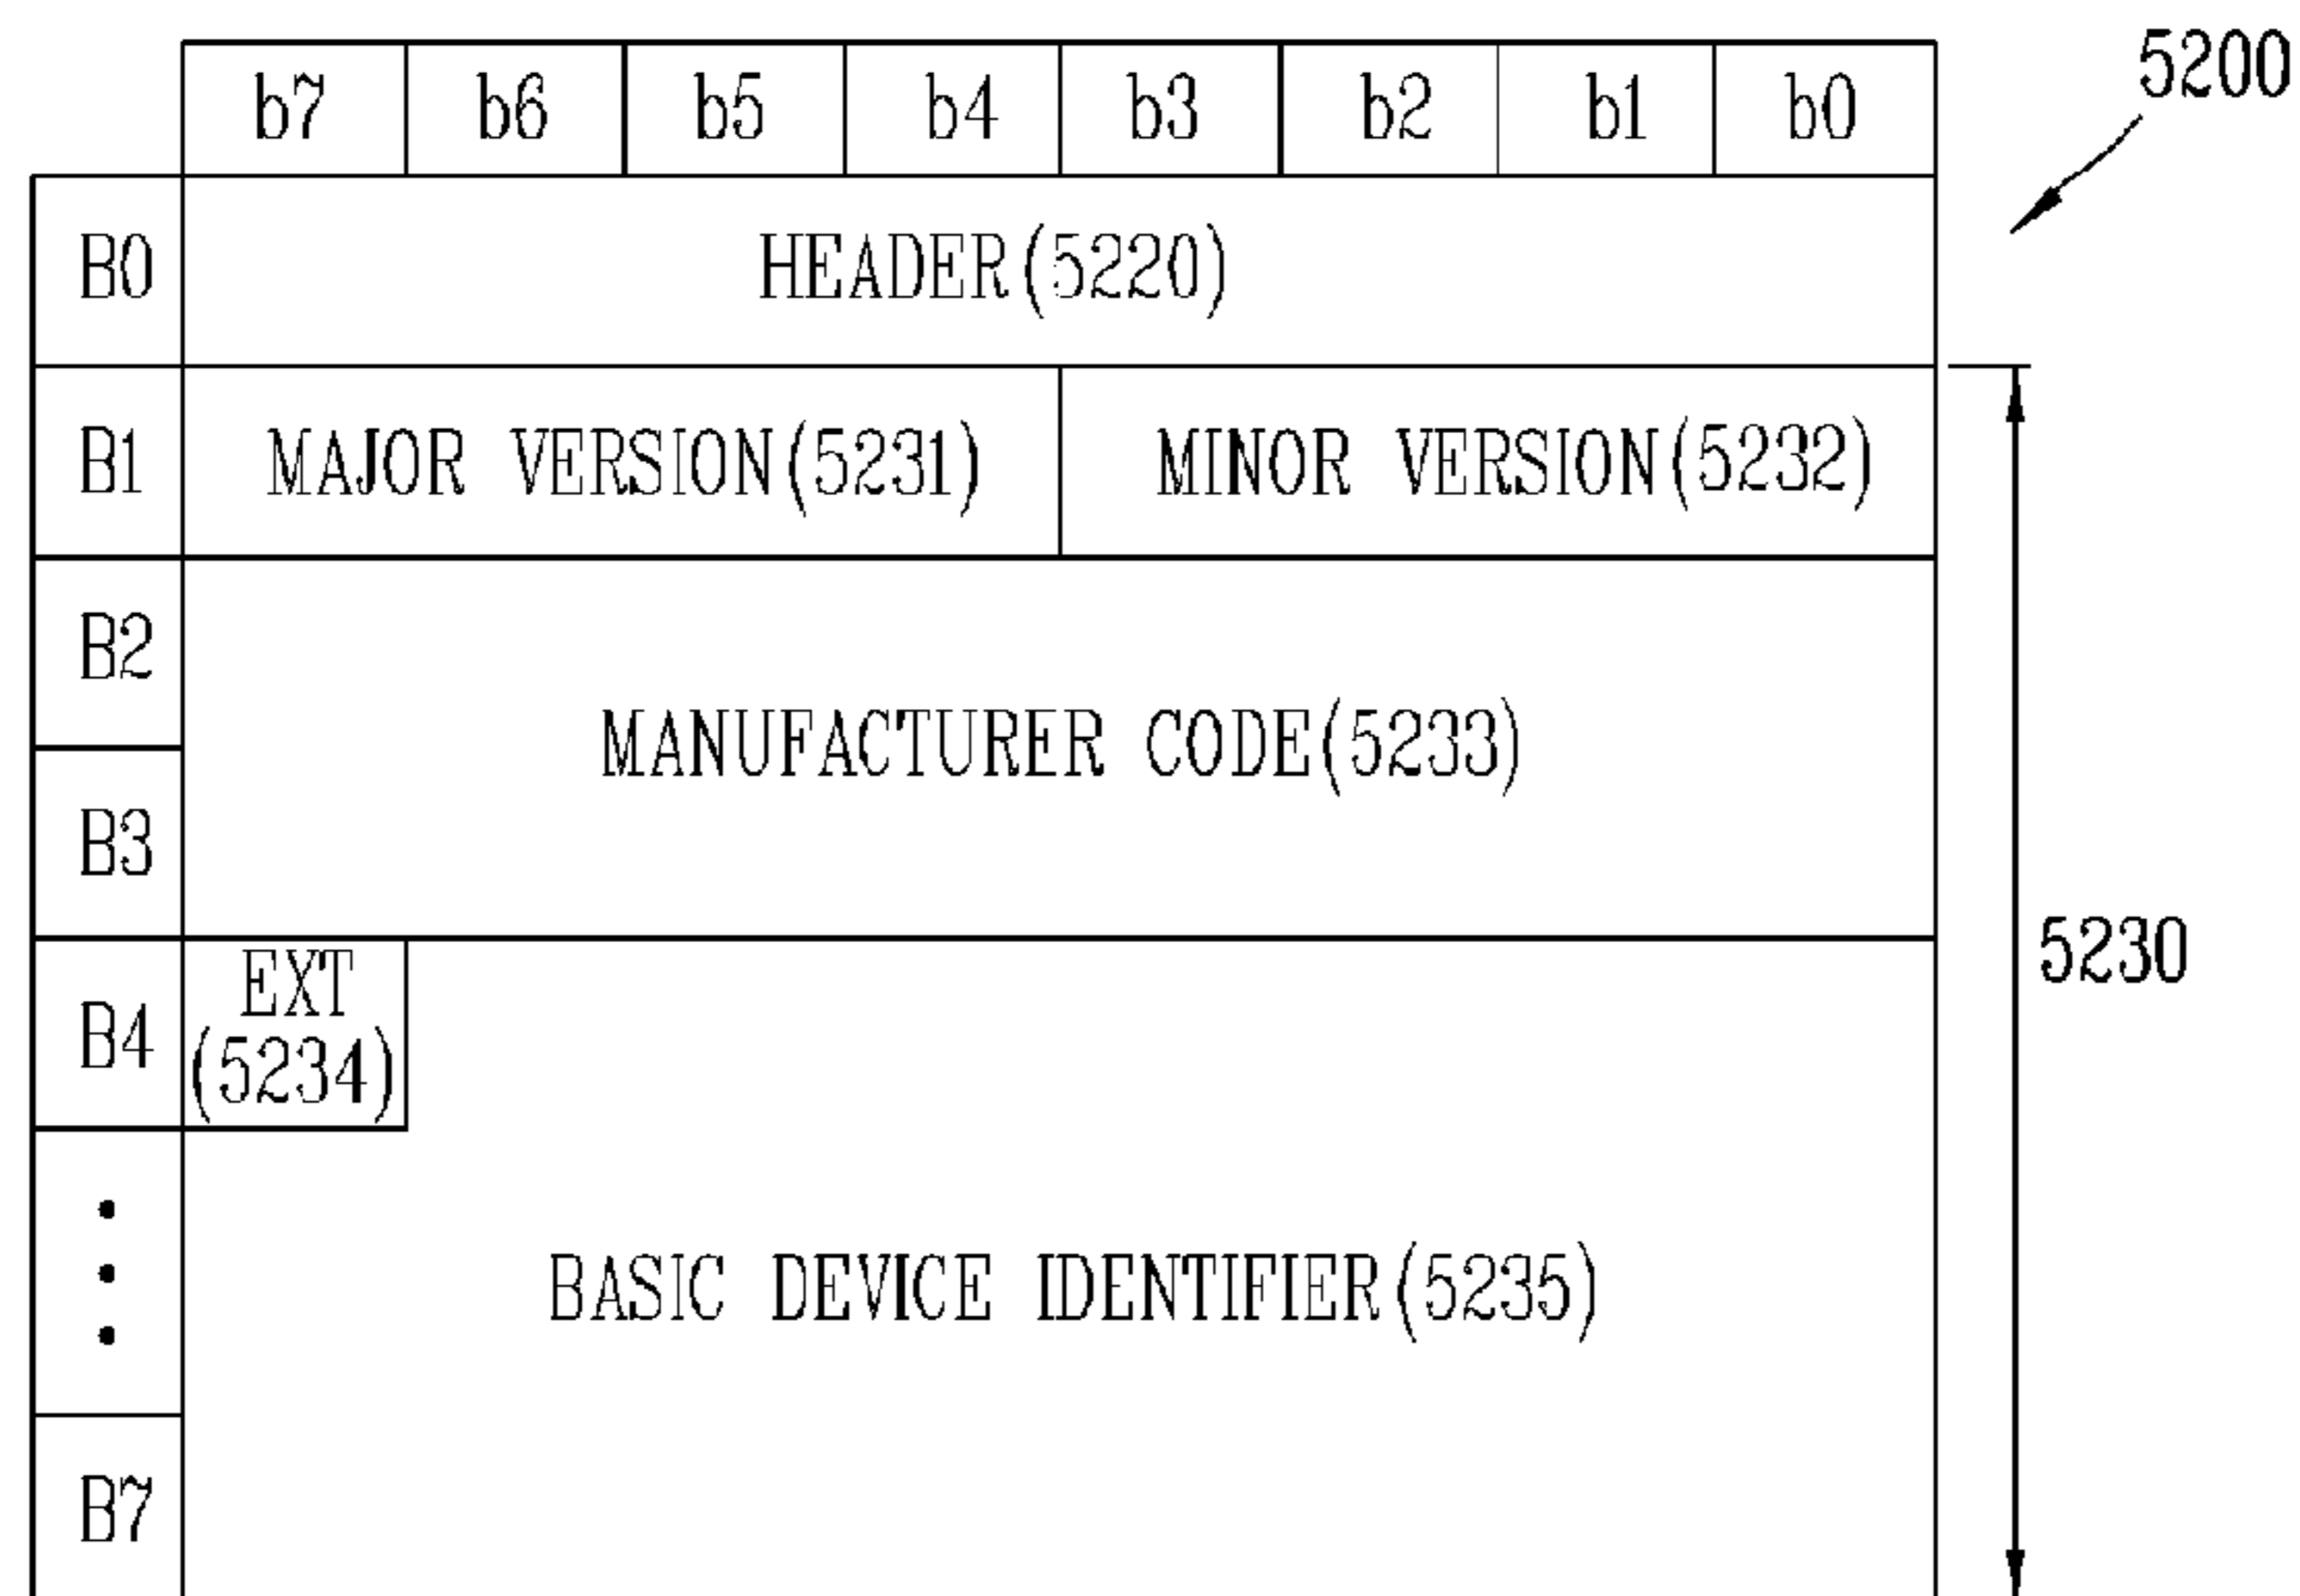 5200
b7 b6 b5 b4 b3 b2 b1 b0
B0 HEADER(5220)
B1 MAJOR VERSION(5231) MINOR VERSION(5232)
B2
MANUFACTURER CODE(5233)
B3
5230
B4 EXT
(5234)
BASIC DEVICE IDENTIFIER(5235)
B7